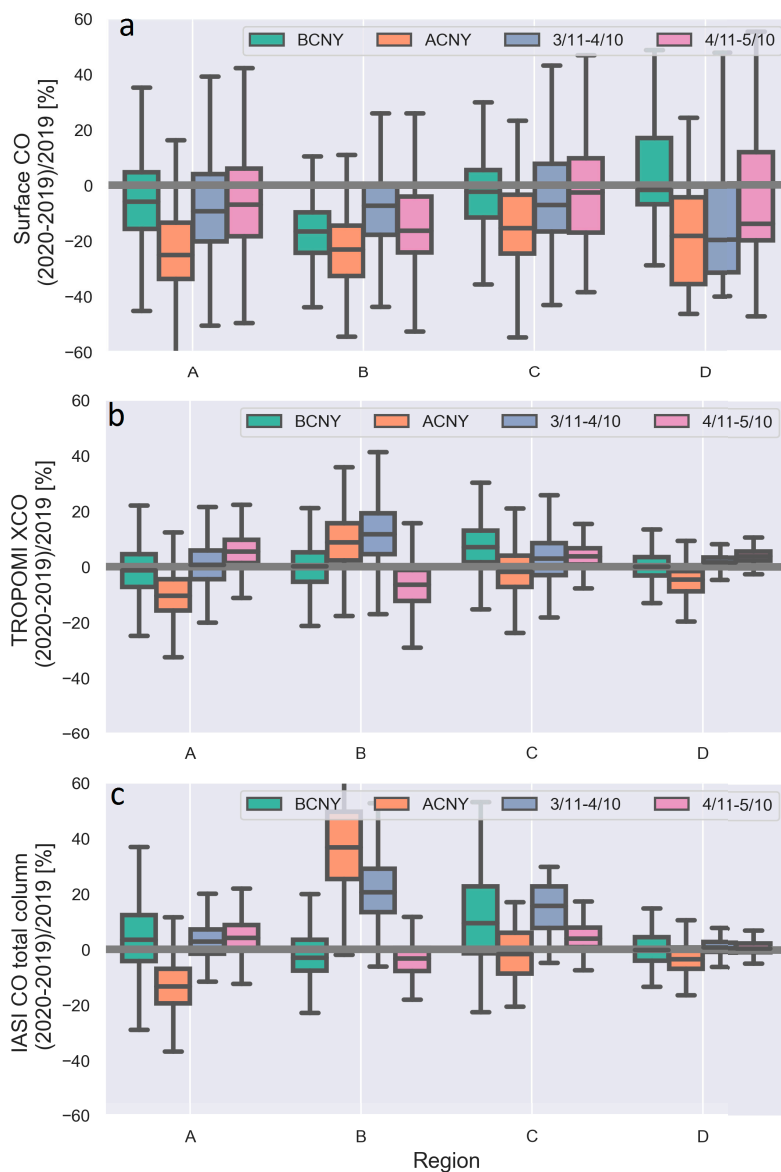 a
BCNY ACNY 3/11-4/10 4/11-5/10
60
40
20
0
−20
−40
−60
Surface CO
(2020-2019)/2019 [%]
A B C D
b
BCNY ACNY 3/11-4/10 4/11-5/10
60
40
20
0
−20
−40
−60
TROPOMI XCO
(2020-2019)/2019 [%]
A B C D
c
BCNY ACNY 3/11-4/10 4/11-5/10
60
40
20
0
−20
−40
−60
IASI CO total column
(2020-2019)/2019 [%]
A B C D
Region